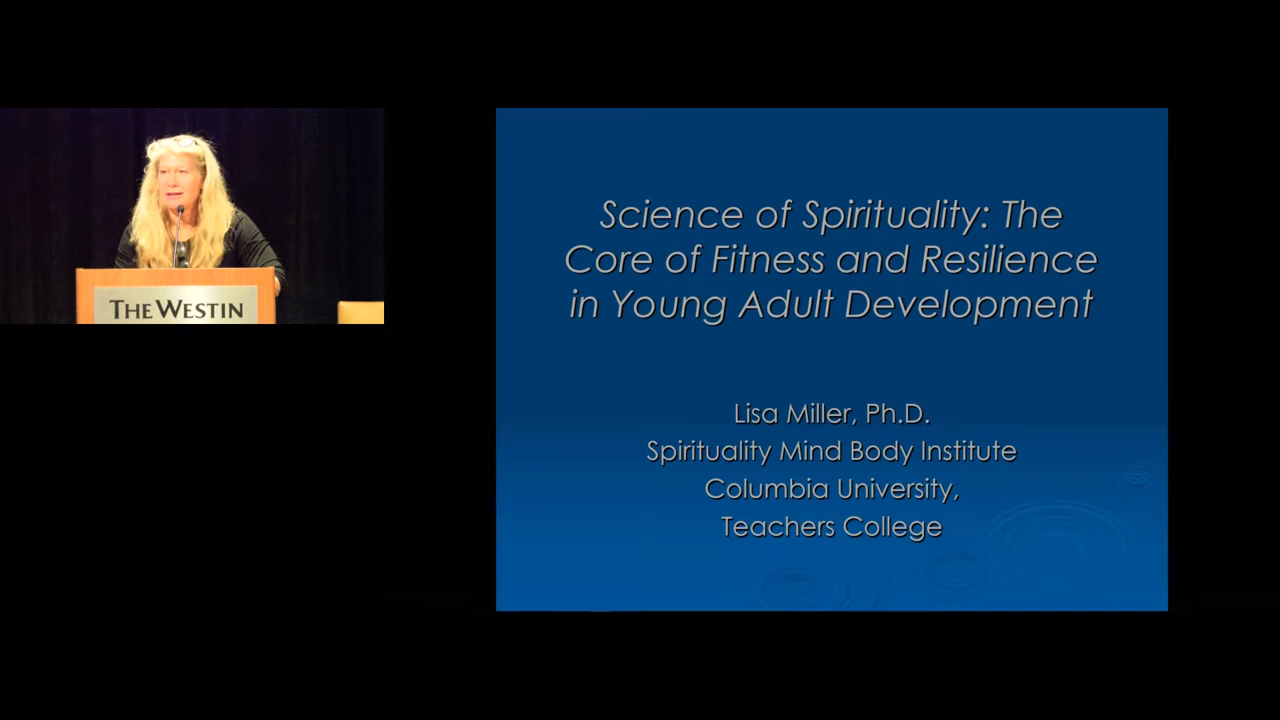 THE WESTIN
Science of Spirituality: The
Core of Fitness and Resilience
in Young Adult Development
Lisa Miller, Ph.D.
Spirituality Mind Body Institute
Columbia University,
Teachers College